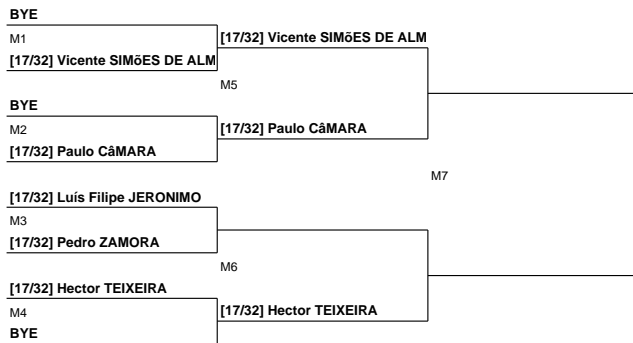 BYE
M1
[17/32] Vicente SIMõES DE ALM
[17/32] Vicente SIMõES DE ALM
M5
BYE
M2
[17/32] Paulo CâMARA
[17/32] Paulo CâMARA
M7
[17/32] Luís Filipe JERONIMO
M3
[17/32] Pedro ZAMORA
M6
[17/32] Hector TEIXEIRA
M4
[17/32] Hector TEIXEIRA
BYE